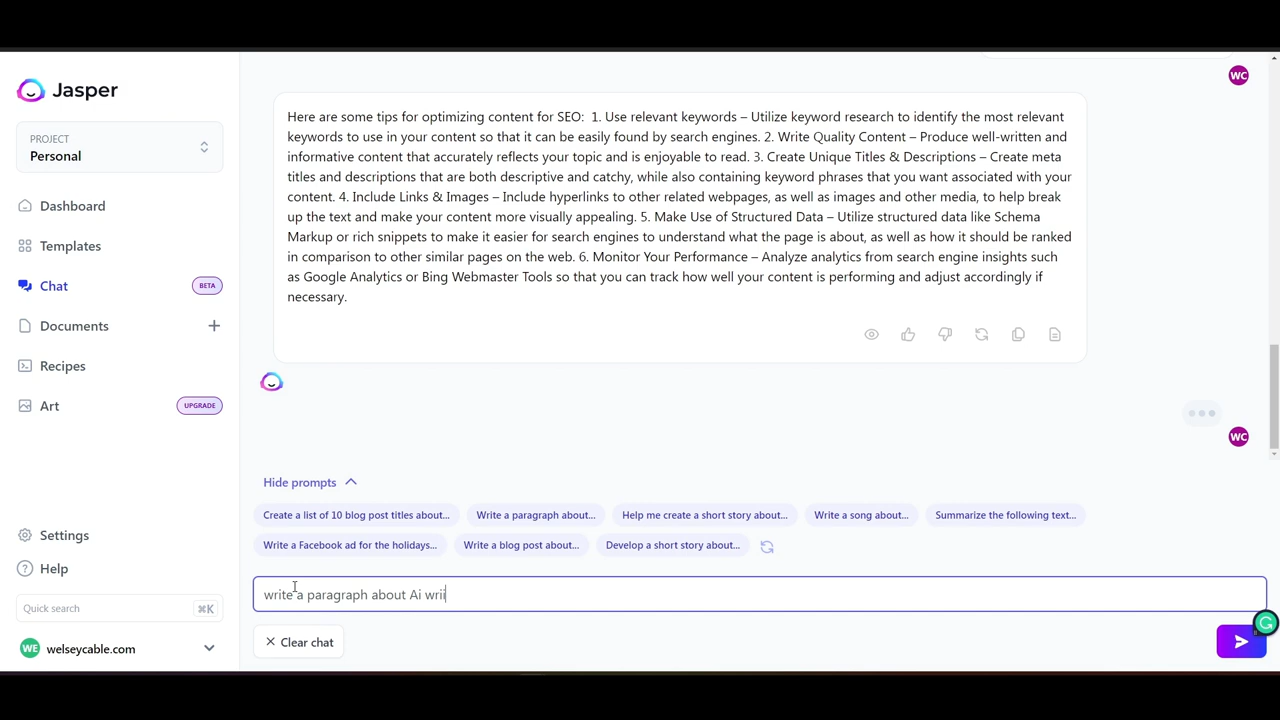 Jasper
PROJECT
Personal
Dashboard
Templates
Chat
BETA
Documents
Recipes
Art
UPGRADE
Settings
Help
Quick search
⌘K
WE
welseycable.com
WC
Here are some tips for optimizing content for SEO:  1. Use relevant keywords – Utilize keyword research to identify the most relevant
keywords to use in your content so that it can be easily found by search engines. 2. Write Quality Content – Produce well-written and
informative content that accurately reflects your topic and is enjoyable to read. 3. Create Unique Titles & Descriptions – Create meta
titles and descriptions that are both descriptive and catchy, while also containing keyword phrases that you want associated with your
content. 4. Include Links & Images – Include hyperlinks to other related webpages, as well as images and other media, to help break
up the text and make your content more visually appealing. 5. Make Use of Structured Data – Utilize structured data like Schema
Markup or rich snippets to make it easier for search engines to understand what the page is about, as well as how it should be ranked
in comparison to other similar pages on the web. 6. Monitor Your Performance – Analyze analytics from search engine insights such
as Google Analytics or Bing Webmaster Tools so that you can track how well your content is performing and adjust accordingly if
necessary.
WC
Hide prompts
Create a list of 10 blog post titles about...
Write a paragraph about...
Help me create a short story about...
Write a song about...
Summarize the following text...
Write a Facebook ad for the holidays...
Write a blog post about...
Develop a short story about...
write a paragraph about Ai wrii
Clear chat